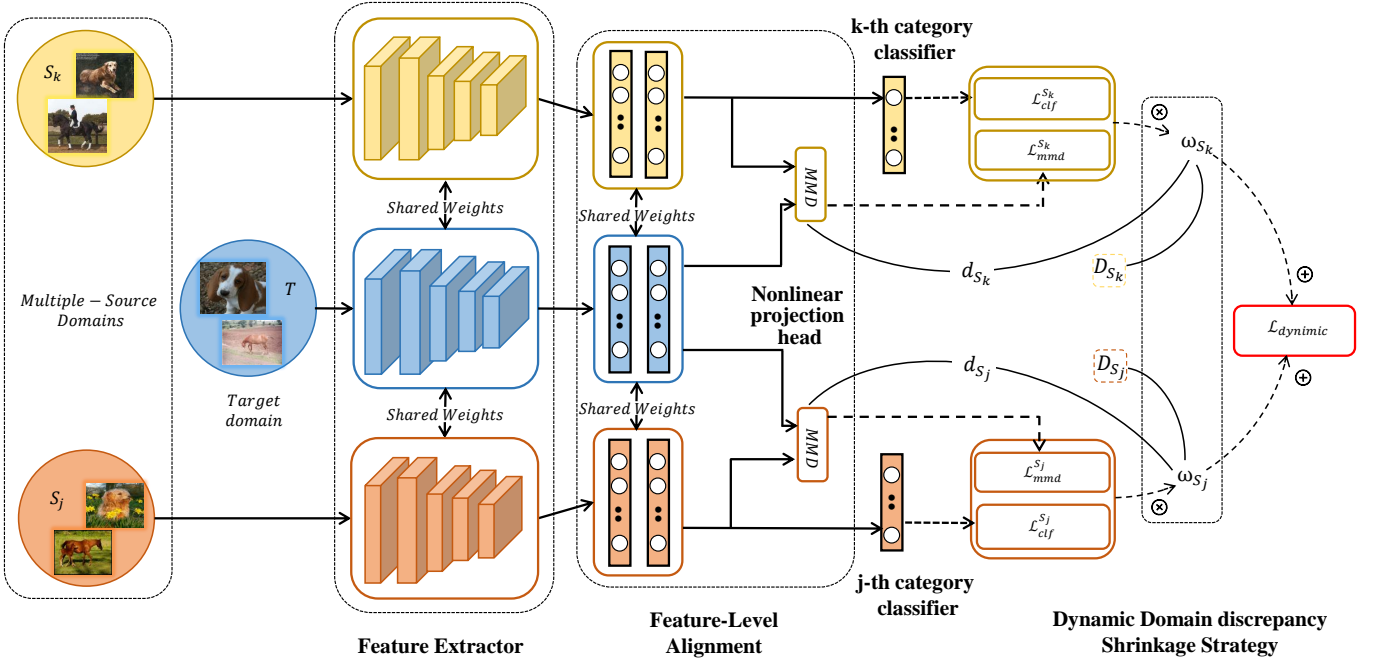 k-th category
classifier
S_k
L_clf^{S_k}
L_mmd^{S_k}
⊗
ω_{S_k}
MMD
Shared Weights
Shared Weights
d_{S_k}
D_{S_k}
⊕
Multiple − Source
Domains
T
Nonlinear
projection
head
L_dynimic
Target
domain
d_{S_j}
D_{S_j}
⊕
Shared Weights
Shared Weights
MMD
S_j
L_mmd^{S_j}
ω_{S_j}
⊗
L_clf^{S_j}
j-th category
classifier
Feature Extractor
Feature-Level
Alignment
Dynamic Domain discrepancy
Shrinkage Strategy